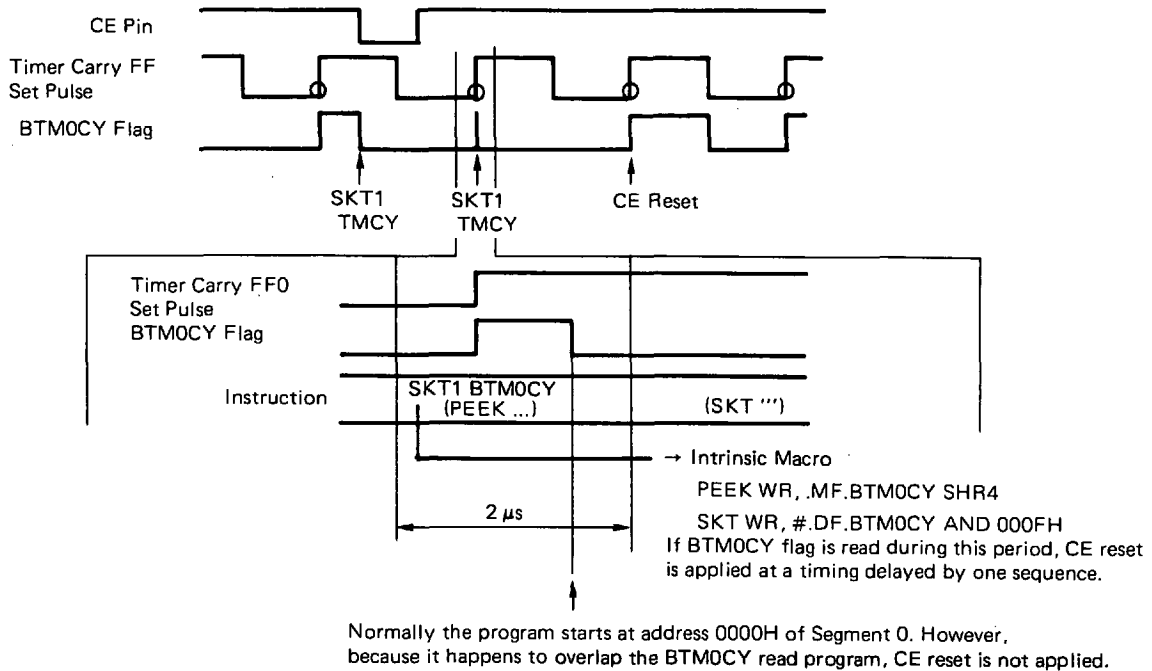 CE Pin
Timer Carry FF
Set Pulse
BTM0CY Flag
SKT1
TMCY
SKT1
TMCY
CE Reset
Timer Carry FF0
Set Pulse
BTM0CY Flag
Instruction
SKT1 BTM0CY
(PEEK ...)
(SKT ''')
→ Intrinsic Macro
PEEK WR, .MF.BTM0CY SHR4
SKT WR, #.DF.BTM0CY AND 000FH
2 μs
If BTM0CY flag is read during this period, CE reset
is applied at a timing delayed by one sequence.
Normally the program starts at address 0000H of Segment 0. However,
because it happens to overlap the BTM0CY read program, CE reset is not applied.